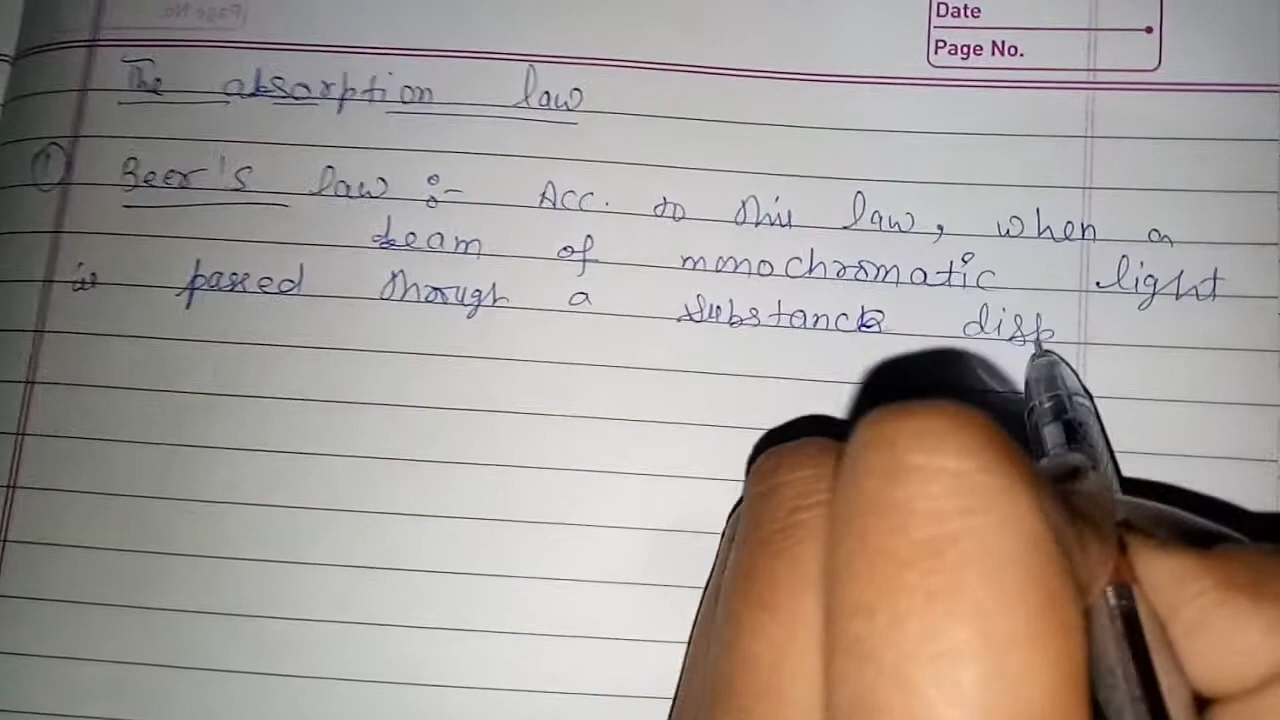 Date
Page No.
The absorption law
① Beer's law :- Acc. to this law, when a
beam of monochromatic light
is passed through a substance disp